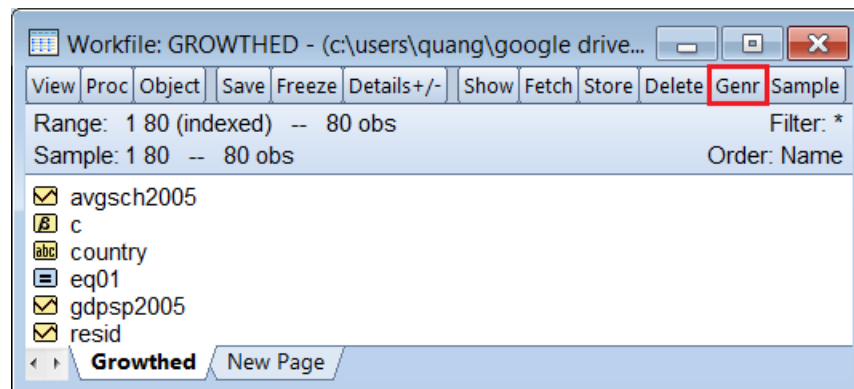 Workfile: GROWTHED - (c:\users\quang\google drive...
View Proc Object Save Freeze Details+/- Show Fetch Store Delete Genr Sample
Range: 1 80 (indexed) -- 80 obs Filter: *
Sample: 1 80 -- 80 obs Order: Name
avgsch2005
β c
abc country
= eq01
gdpsp2005
resid
Growthed New Page